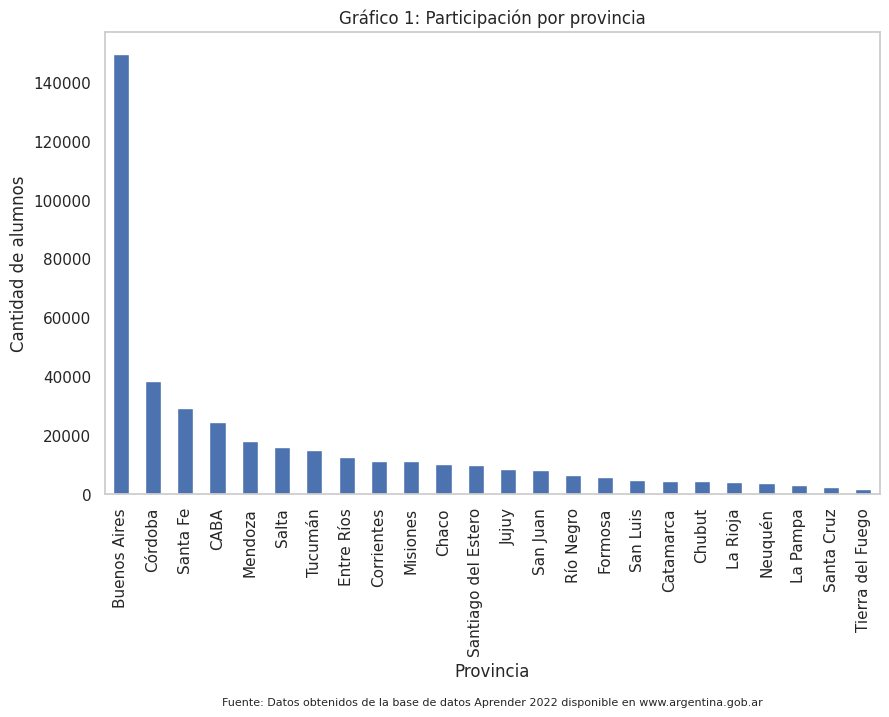 Gráfico 1: Participación por provincia
Cantidad de alumnos
140000
120000
100000
80000
60000
40000
20000
0
Buenos Aires
Córdoba
Santa Fe
CABA
Mendoza
Salta
Tucumán
Entre Ríos
Corrientes
Misiones
Chaco
Santiago del Estero
Jujuy
San Juan
Río Negro
Formosa
San Luis
Catamarca
Chubut
La Rioja
Neuquén
La Pampa
Santa Cruz
Tierra del Fuego
Provincia
Fuente: Datos obtenidos de la base de datos Aprender 2022 disponible en www.argentina.gob.ar